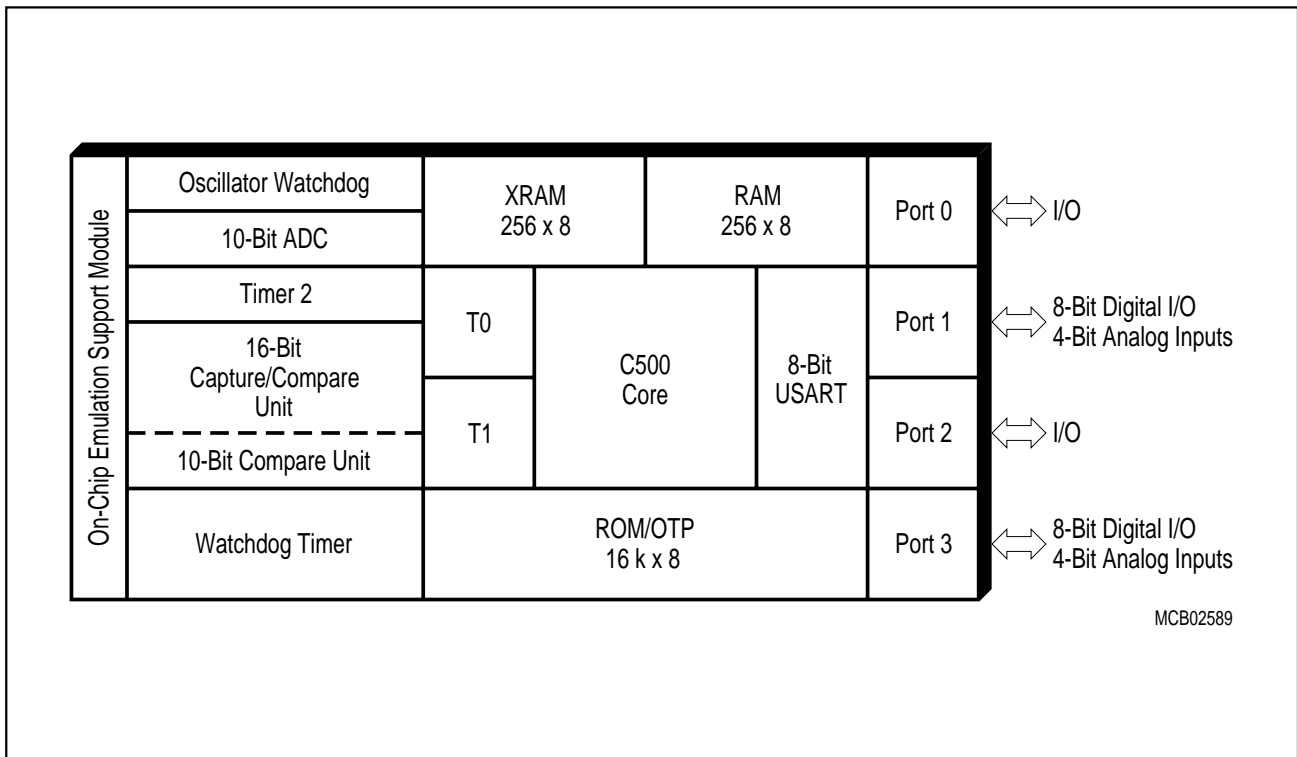 On-Chip Emulation Support Module
Oscillator Watchdog
10-Bit ADC
Timer 2
16-Bit
Capture/Compare
Unit
10-Bit Compare Unit
Watchdog Timer
XRAM
256 x 8
RAM
256 x 8
T0
T1
C500
Core
8-Bit
USART
ROM/OTP
16 k x 8
Port 0
I/O
Port 1
8-Bit Digital I/O
4-Bit Analog Inputs
Port 2
I/O
Port 3
8-Bit Digital I/O
4-Bit Analog Inputs
MCB02589